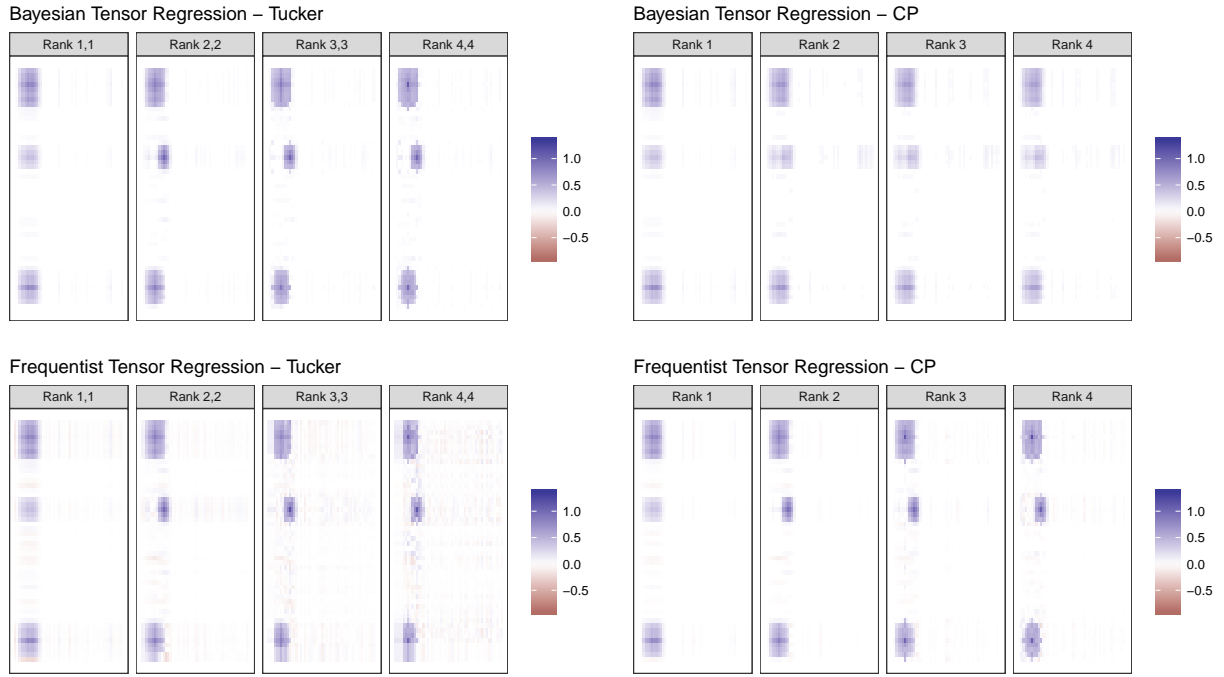 Bayesian Tensor Regression – Tucker
Rank 1,1
Rank 2,2
Rank 3,3
Rank 4,4
1.0
0.5
0.0
−0.5
Bayesian Tensor Regression – CP
Rank 1
Rank 2
Rank 3
Rank 4
1.0
0.5
0.0
−0.5
Frequentist Tensor Regression – Tucker
Rank 1,1
Rank 2,2
Rank 3,3
Rank 4,4
1.0
0.5
0.0
−0.5
Frequentist Tensor Regression – CP
Rank 1
Rank 2
Rank 3
Rank 4
1.0
0.5
0.0
−0.5